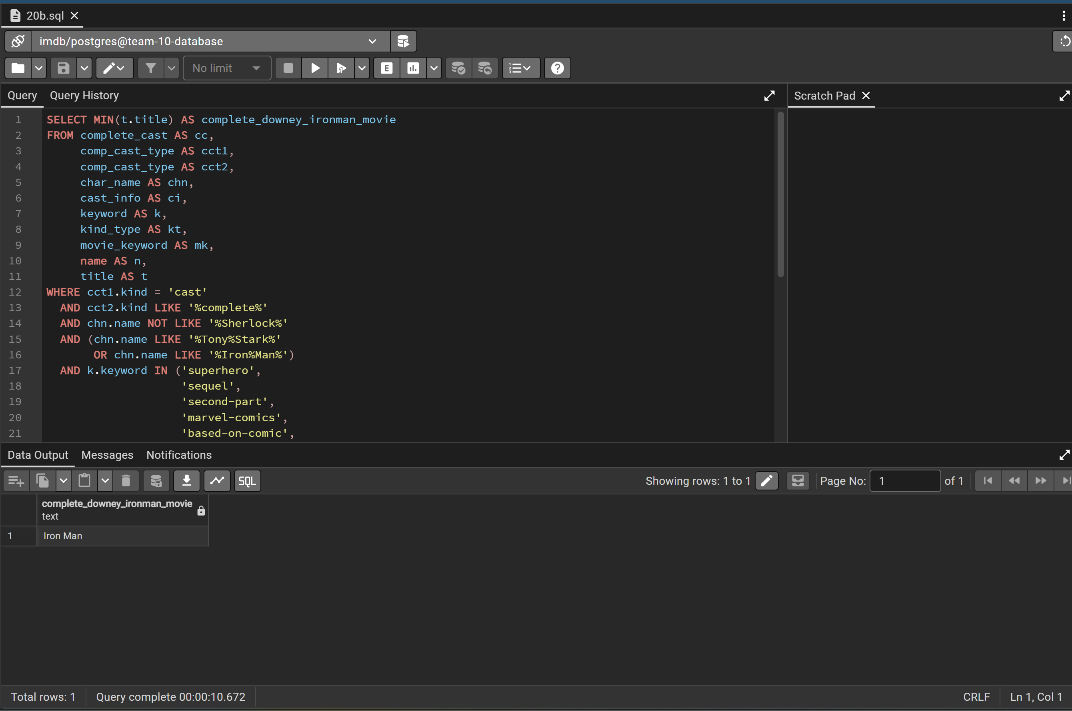 20b.sql
imdb/postgres@team-10-database
No limit
E
Query Query History
Scratch Pad
1 SELECT MIN(t.title) AS complete_downey_ironman_movie
2 FROM complete_cast AS cc,
3 comp_cast_type AS cct1,
4 comp_cast_type AS cct2,
5 char_name AS chn,
6 cast_info AS ci,
7 keyword AS k,
8 kind_type AS kt,
9 movie_keyword AS mk,
10 name AS n,
11 title AS t
12 WHERE cct1.kind = 'cast'
13 AND cct2.kind LIKE '%complete%'
14 AND chn.name NOT LIKE '%Sherlock%'
15 AND (chn.name LIKE '%Tony%Stark%'
16 OR chn.name LIKE '%Iron%Man%')
17 AND k.keyword IN ('superhero',
18 'sequel',
19 'second-part',
20 'marvel-comics',
21 'based-on-comic',
Data Output Messages Notifications
SQL
Showing rows: 1 to 1
Page No: 1 of 1
complete_downey_ironman_movie
text
1 Iron Man
Total rows: 1 Query complete 00:00:10.672
CRLF Ln 1, Col 1